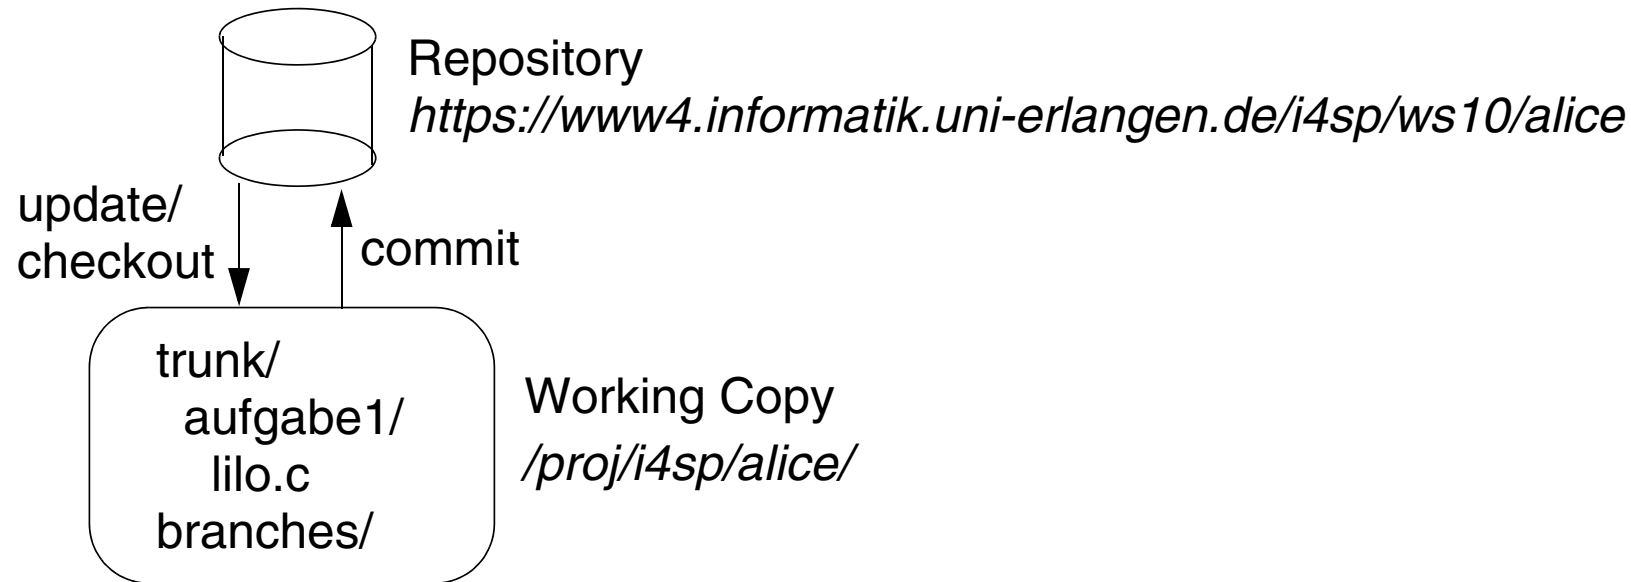 Repository
https://www4.informatik.uni-erlangen.de/i4sp/ws10/alice
update/
checkout
commit
trunk/
aufgabe1/
lilo.c
branches/
Working Copy
/proj/i4sp/alice/